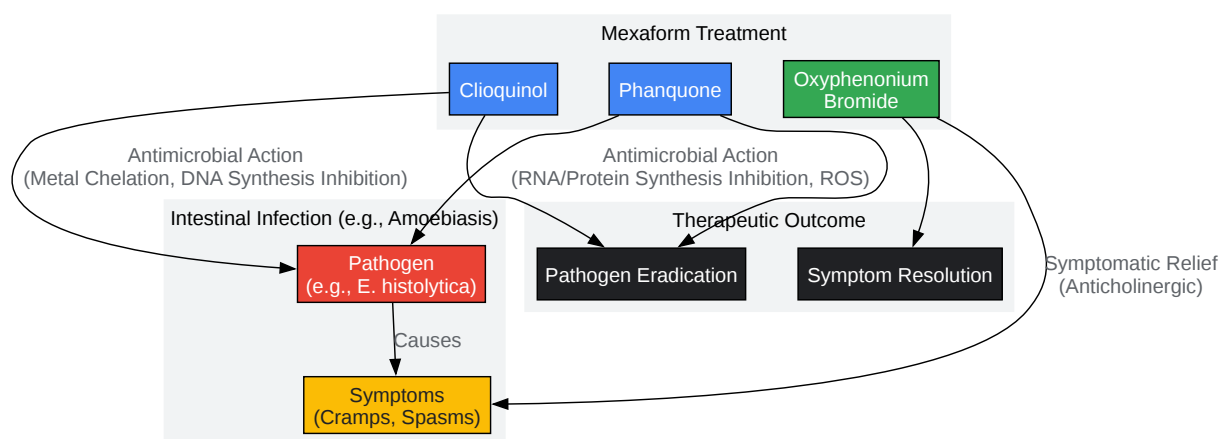 Mexaform Treatment
Clioquinol
Phanquone
Oxyphenonium
Bromide
Antimicrobial Action
(Metal Chelation, DNA Synthesis Inhibition)
Antimicrobial Action
(RNA/Protein Synthesis Inhibition, ROS)
Intestinal Infection (e.g., Amoebiasis)
Therapeutic Outcome
Pathogen
(e.g., E. histolytica)
Pathogen Eradication
Symptom Resolution
Symptomatic Relief
(Anticholinergic)
Causes
Symptoms
(Cramps, Spasms)